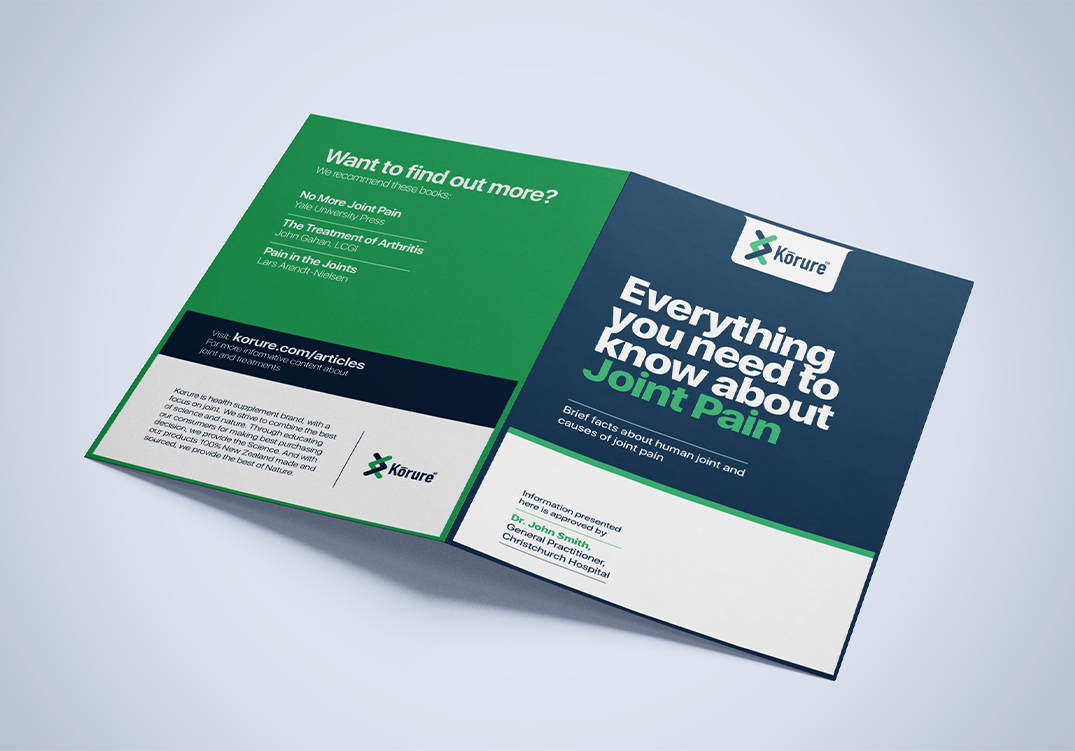 Want to find out more?
We recommend these books:
No More Joint Pain
Yale University Press
The Treatment of Arthritis
John Gahan, LCGI
Pain in the Joints
Lars Arendt-Nielsen
Visit korure.com/articles
For more informative content about
joint and treatments
Korure is health supplement brand, with a
focus on joint. We strive to combine the best
of science and nature. Through educating
our consumers for making best purchasing
decision, we provide the Science. And with
our products 100% New Zealand made and
sourced, we provide the best of Nature.
Kōrure
Kōrure
Everything
you need to
know about
Joint Pain
Brief facts about human joint and
causes of joint pain
Information presented
here is approved by
Dr. John Smith,
General Practitioner,
Christchurch Hospital